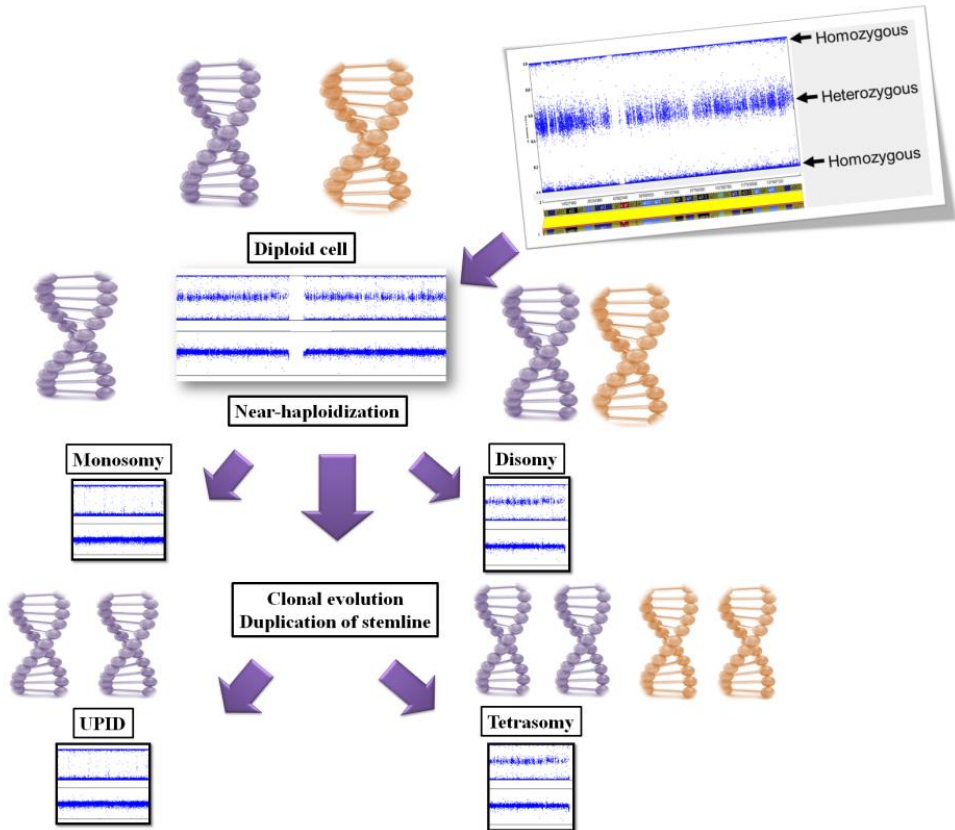 Homozygous
Heterozygous
Homozygous
Diploid cell
Near-haploidization
Monosomy
Disomy
Clonal evolution
Duplication of stemline
UPID
Tetrasomy